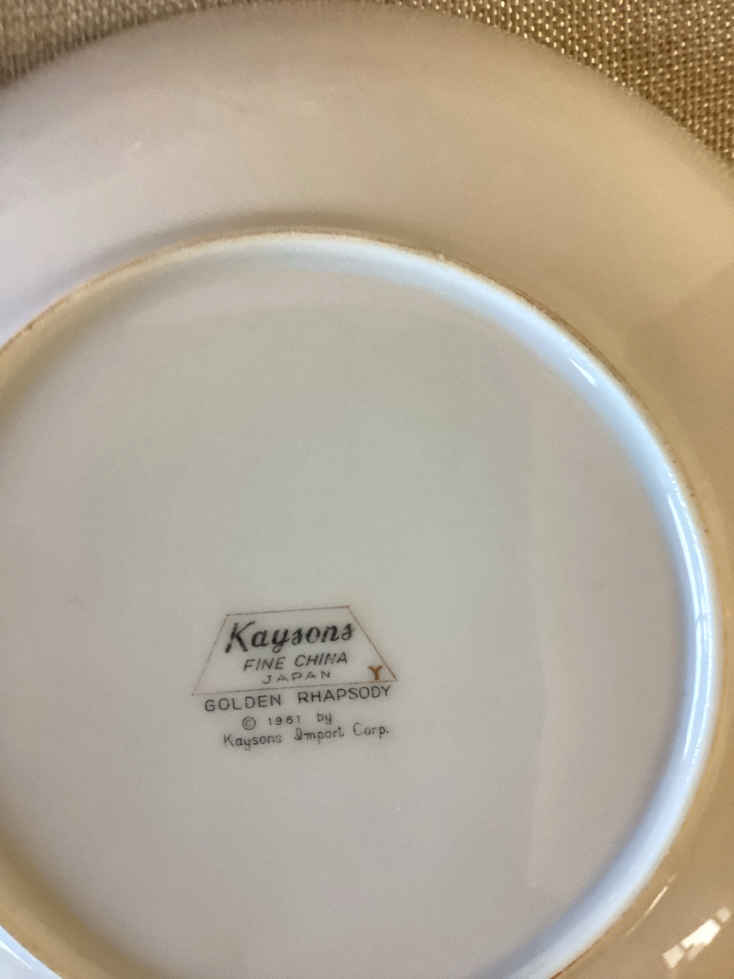 Kaysons
FINE CHINA
JAPAN
Y
GOLDEN RHAPSODY
© 1961 by
Kaysons Import Corp.